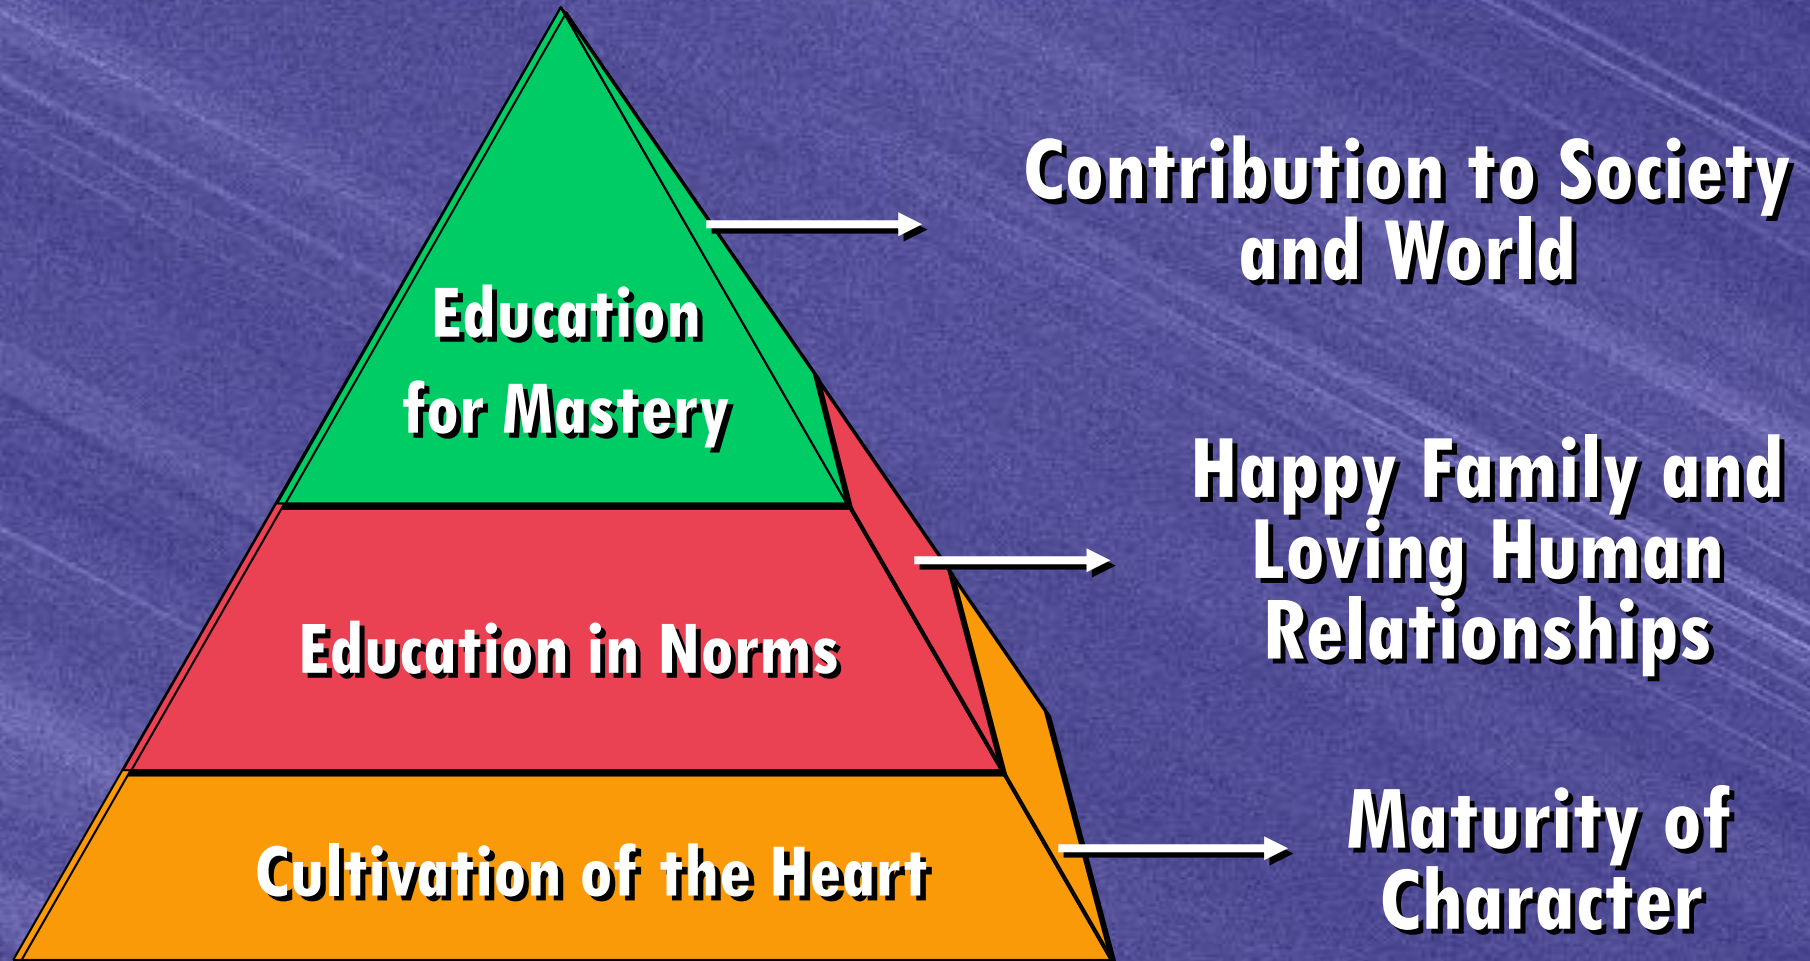 Contribution to Society
and World
Education
for Mastery
Happy Family and
Loving Human
Relationships
Education in Norms
Maturity of
Character
Cultivation of the Heart